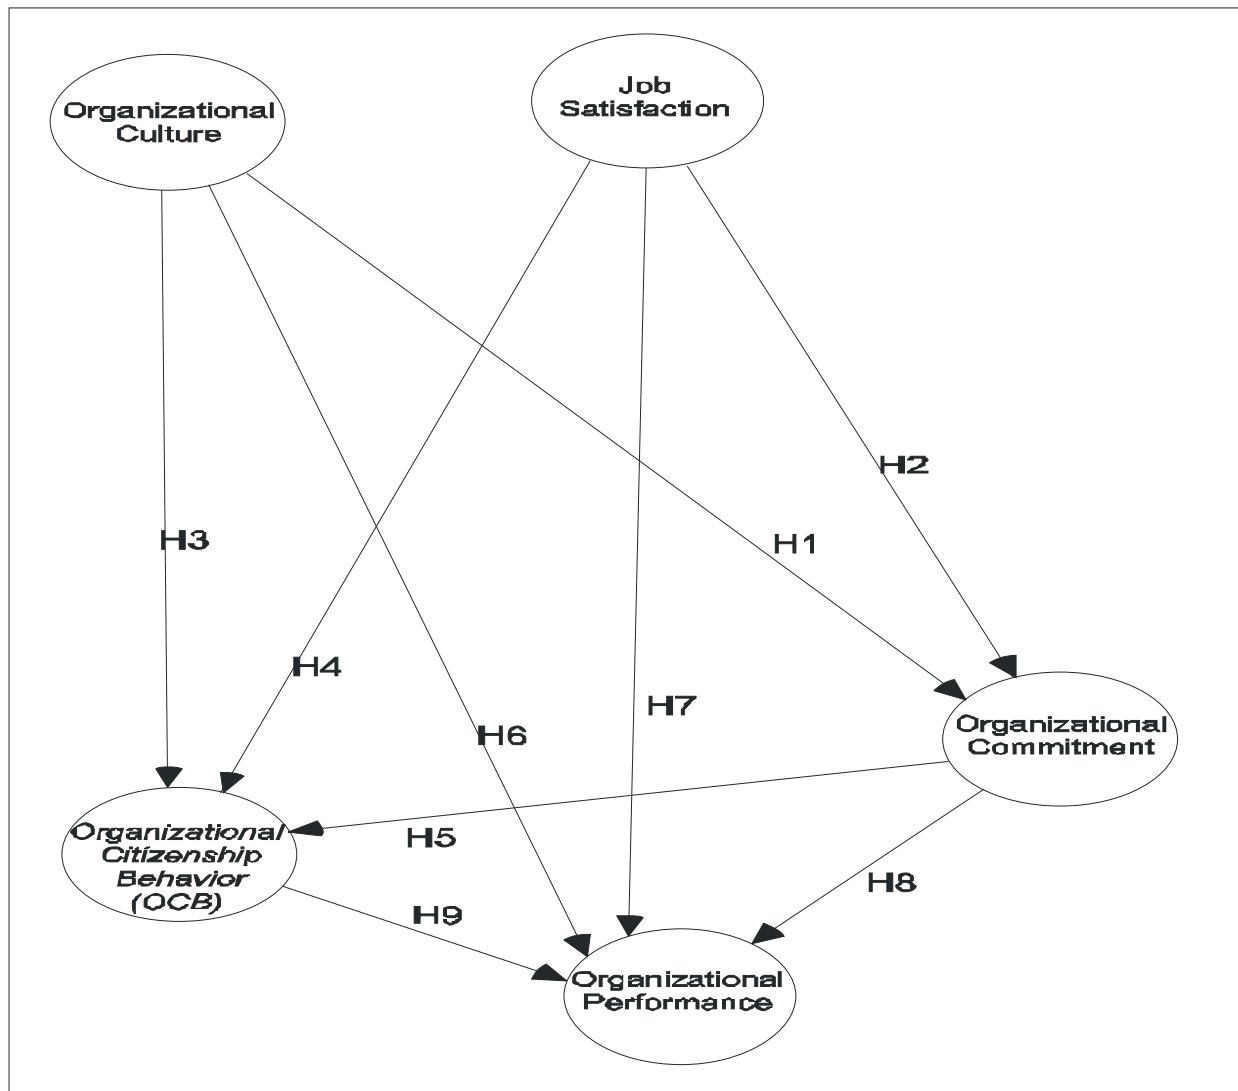 Organizational
Culture
Job
Satisfaction
H2
H3
H1
H4
H7
H6
Organizational
Commitment
Organizational
Citizenship
Behavior
(OCB)
H5
H8
H9
Organizational
Performance